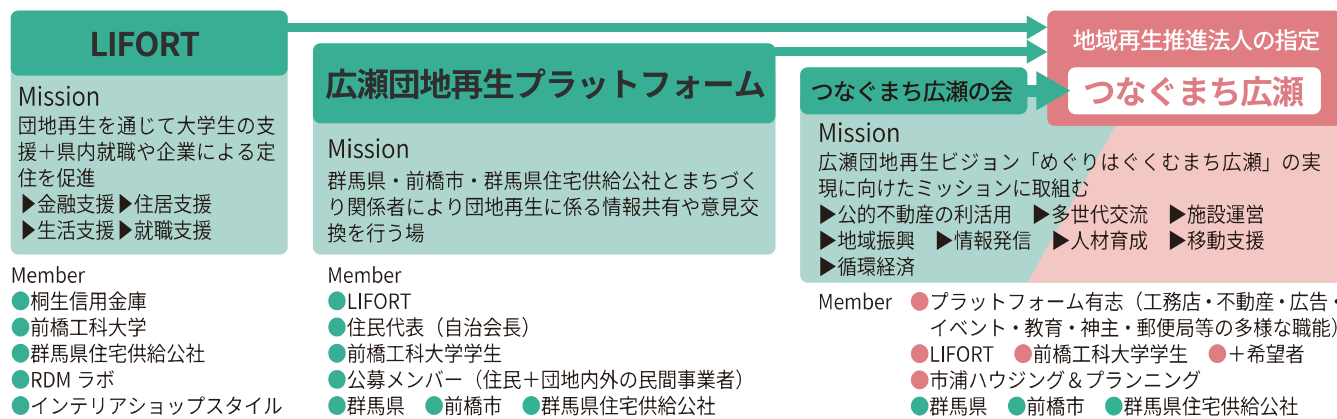 LIFORT
Mission
団地再生を通じて大学生の支
援＋県内就職や企業による定
住を促進
▶金融支援▶住居支援
▶生活支援▶就職支援
Member
●桐生信用金庫
●前橋工科大学
●群馬県住宅供給公社
●RDM ラボ
●インテリアショップスタイル
広瀬団地再生プラットフォーム
Mission
群馬県・前橋市・群馬県住宅供給公社とまちづく
り関係者により団地再生に係る情報共有や意見交
換を行う場
Member
●LIFORT
●住民代表（自治会長）
●前橋工科大学学生
●公募メンバー（住民＋団地内外の民間事業者）
●群馬県 ●前橋市 ●群馬県住宅供給公社
地域再生推進法人の指定
つなぐまち広瀬の会
つなぐまち広瀬
Mission
広瀬団地再生ビジョン「めぐりはぐくむまち広瀬」の実
現に向けたミッションに取組む
▶公的不動産の利活用 ▶多世代交流 ▶施設運営
▶地域振興 ▶情報発信 ▶人材育成 ▶移動支援
▶循環経済
Member ●プラットフォーム有志（工務店・不動産・広告・
イベント・教育・神主・郵便局等の多様な職能）
●LIFORT ●前橋工科大学学生 ●＋希望者
●市浦ハウジング＆プランニング
●群馬県 ●前橋市 ●群馬県住宅供給公社